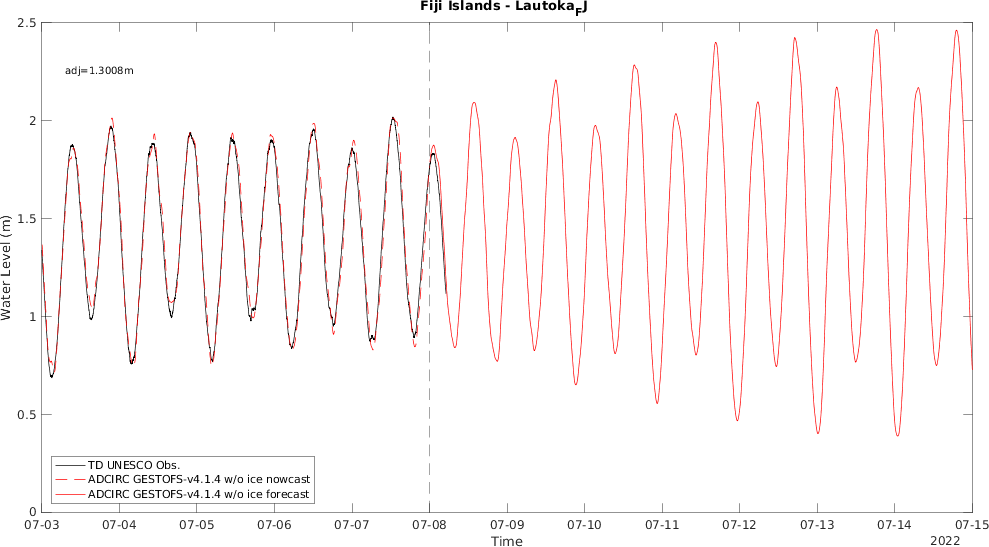 Fiji Islands - Lautoka_FJ
adj=1.3008m
Water Level (m)
2.5
2
1.5
1
0.5
0
TD UNESCO Obs.
ADCIRC GESTOFS-v4.1.4 w/o ice nowcast
ADCIRC GESTOFS-v4.1.4 w/o ice forecast
07-03 07-04 07-05 07-06 07-07 07-08 07-09 07-10 07-11 07-12 07-13 07-14 07-15
Time
2022